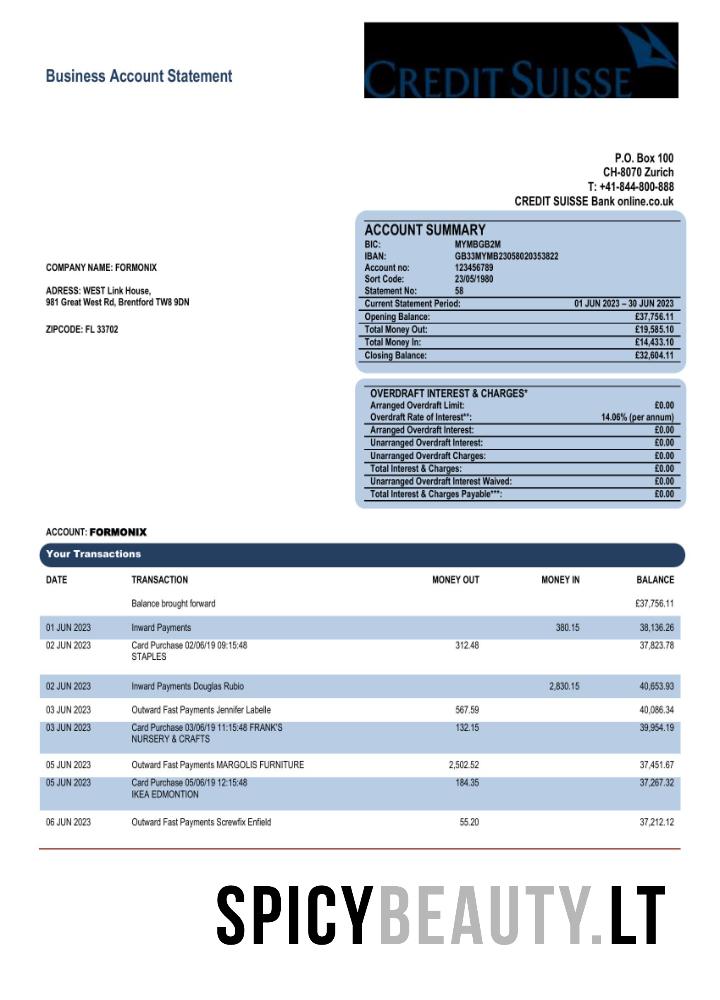 Business Account Statement
CREDIT SUISSE
P.O. Box 100
CH-8070 Zurich
T: +41-844-800-888
CREDIT SUISSE Bank online.co.uk
COMPANY NAME: FORMONIX
ADRESS: WEST Link House,
981 Great West Rd, Brentford TW8 9DN
ZIPCODE: FL 33702
ACCOUNT SUMMARY
BIC: MYMBGB2M
IBAN: GB33MYMB23058020353822
Account no: 123456789
Sort Code: 23/05/1980
Statement No: 58
Current Statement Period: 01 JUN 2023 – 30 JUN 2023
Opening Balance: £37,756.11
Total Money Out: £19,585.10
Total Money In: £14,433.10
Closing Balance: £32,604.11
OVERDRAFT INTEREST & CHARGES*
Arranged Overdraft Limit: £0.00
Overdraft Rate of Interest**: 14.06% (per annum)
Arranged Overdraft Interest: £0.00
Unarranged Overdraft Interest: £0.00
Unarranged Overdraft Charges: £0.00
Total Interest & Charges: £0.00
Unarranged Overdraft Interest Waived: £0.00
Total Interest & Charges Payable***: £0.00
ACCOUNT: FORMONIX
Your Transactions
DATE TRANSACTION MONEY OUT MONEY IN BALANCE
Balance brought forward £37,756.11
01 JUN 2023 Inward Payments 380.15 38,136.26
02 JUN 2023 Card Purchase 02/06/19 09:15:48 312.48 37,823.78
STAPLES
02 JUN 2023 Inward Payments Douglas Rubio 2,830.15 40,653.93
03 JUN 2023 Outward Fast Payments Jennifer Labelle 567.59 40,086.34
03 JUN 2023 Card Purchase 03/06/19 11:15:48 FRANK'S 132.15 39,954.19
NURSERY & CRAFTS
05 JUN 2023 Outward Fast Payments MARGOLIS FURNITURE 2,502.52 37,451.67
05 JUN 2023 Card Purchase 05/06/19 12:15:48 184.35 37,267.32
IKEA EDMONTION
06 JUN 2023 Outward Fast Payments Screwfix Enfield 55.20 37,212.12
SPICYBEAUTY.LT